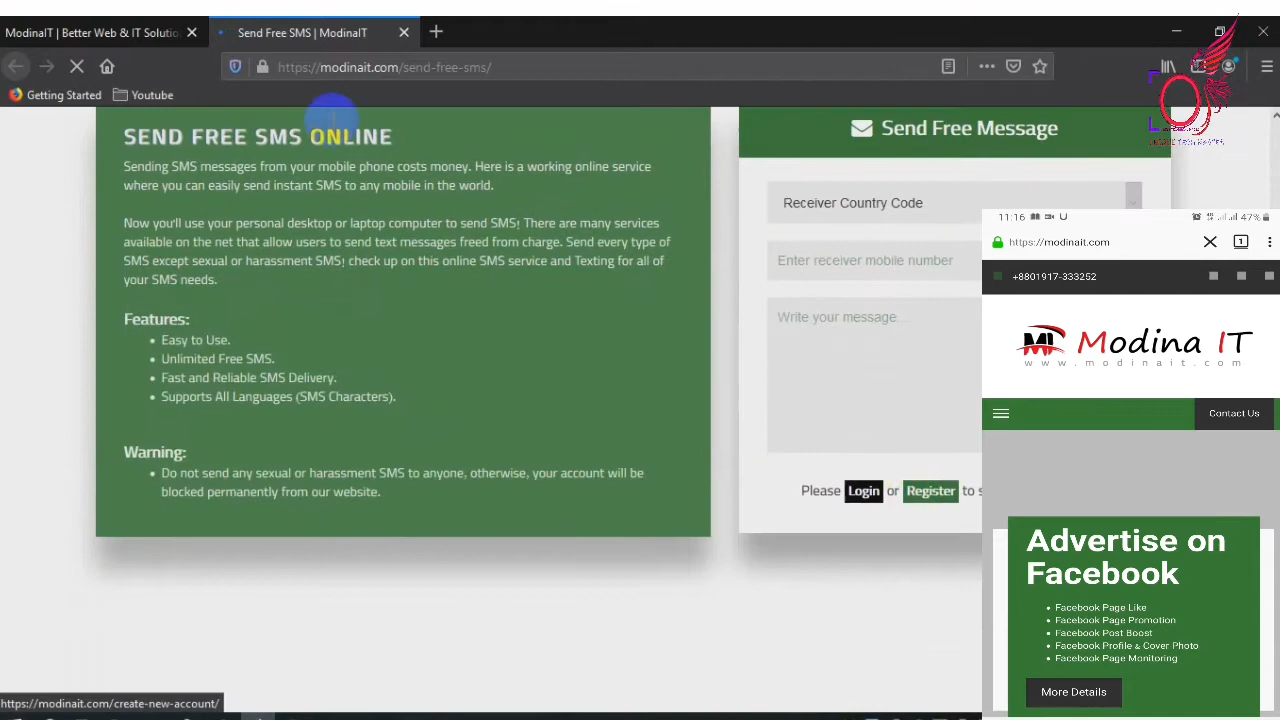 ModinaIT | Better Web & IT Solutio
Send Free SMS | ModinaIT
https://modinait.com/send-free-sms/
Getting Started
Youtube
SEND FREE SMS ONLINE
Sending SMS messages from your mobile phone costs money. Here is a working online service
where you can easily send instant SMS to any mobile in the world.
Now you'll use your personal desktop or laptop computer to send SMS! There are many services
available on the net that allow users to send text messages freed from charge. Send every type of
SMS except sexual or harassment SMS! check up on this online SMS service and Texting for all of
your SMS needs.
Features:
• Easy to Use.
• Unlimited Free SMS.
• Fast and Reliable SMS Delivery.
• Supports All Languages (SMS Characters).
Warning:
• Do not send any sexual or harassment SMS to anyone, otherwise, your account will be
blocked permanently from our website.
Send Free Message
Receiver Country Code
Enter receiver mobile number
Write your message...
Please Login or Register to s
11:16
47%
https://modinait.com
1
+8801917-333252
Modina IT
www.modinait.com
Contact Us
Advertise on
Facebook
• Facebook Page Like
• Facebook Page Promotion
• Facebook Post Boost
• Facebook Profile & Cover Photo
• Facebook Page Monitoring
More Details
https://modinait.com/create-new-account/